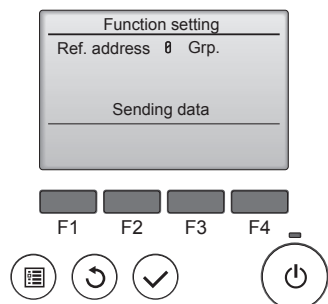 Function setting
Ref. address 0 Grp.
Sending data
F1 F2 F3 F4